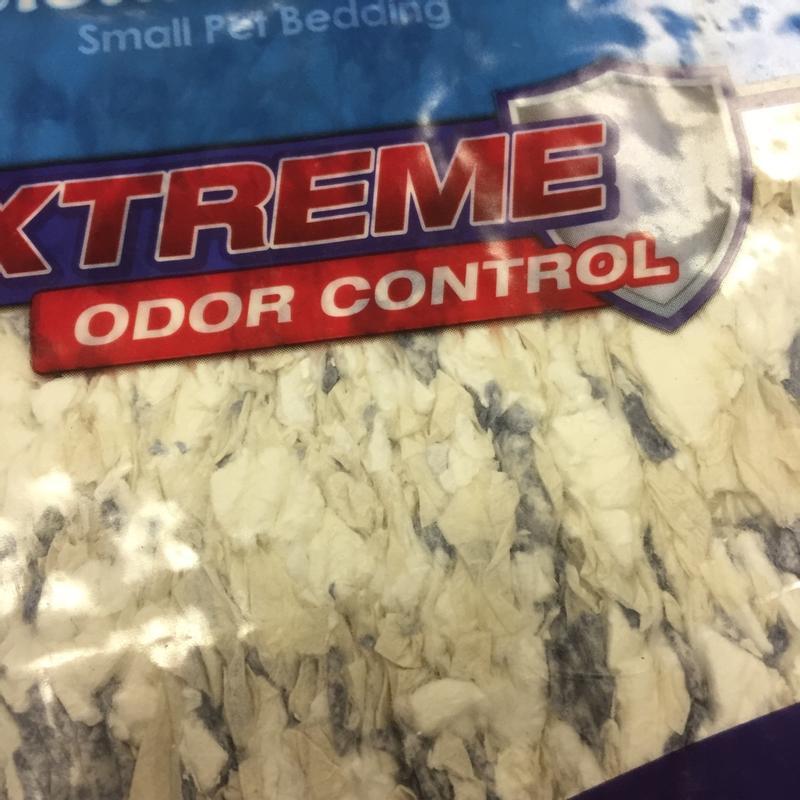 Small Pet Bedding
XTREME
ODOR CONTROL